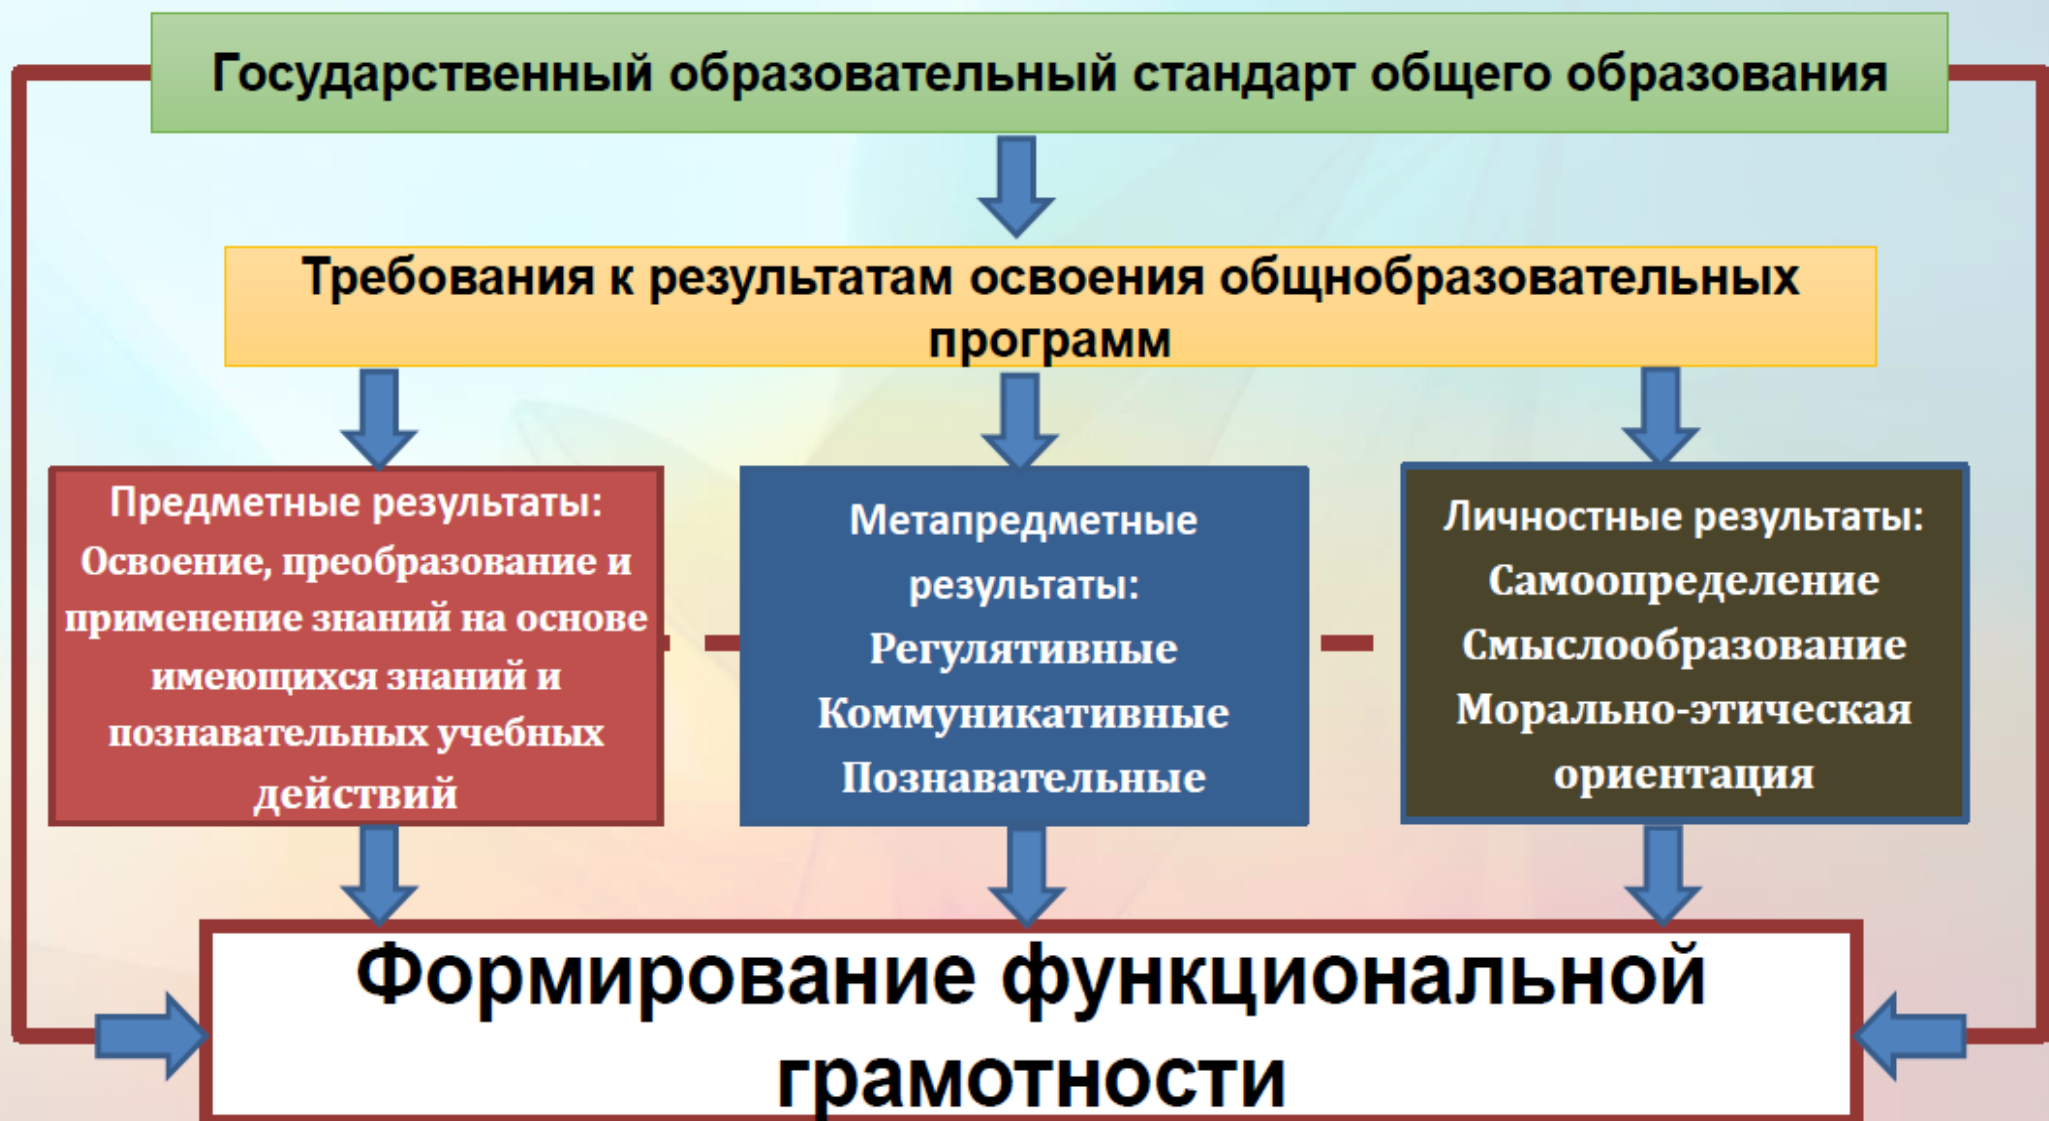 Государственный образовательный стандарт общего образования
Требования к результатам освоения общнобразовательных
программ
Предметные результаты:
Освоение, преобразование и
применение знаний на основе
имеющихся знаний и
познавательных учебных
действий
Метапредметные
результаты:
Регулятивные
Коммуникативные
Познавательные
Личностные результаты:
Самоопределение
Смыслообразование
Морально-этическая
ориентация
Формирование функциональной
грамотности